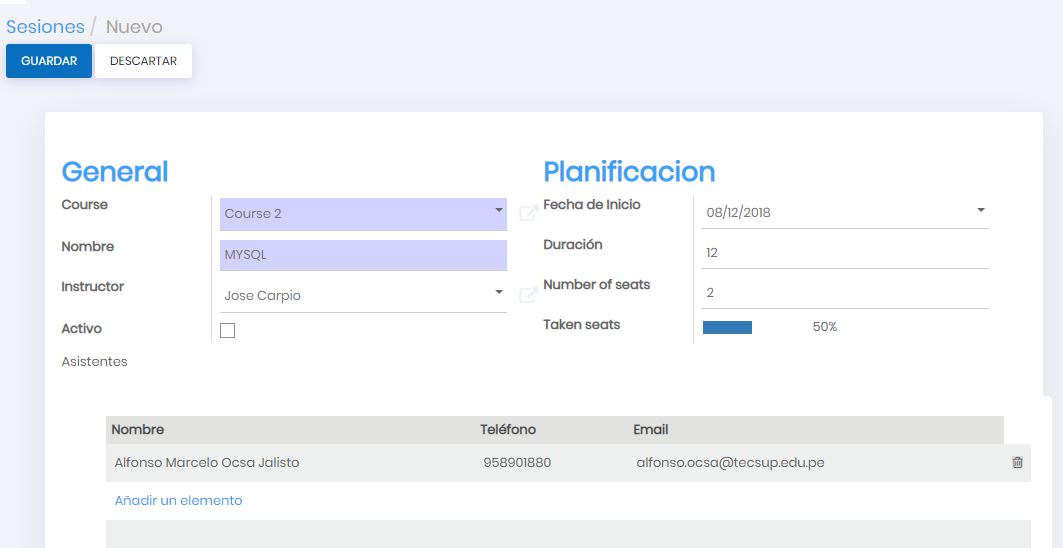 Sesiones / Nuevo
GUARDAR DESCARTAR
General
Course Course 2
Nombre MYSQL
Instructor Jose Carpio
Activo
Asistentes
Planificacion
Fecha de Inicio 08/12/2018
Duración 12
Number of seats 2
Taken seats 50%
Nombre Teléfono Email
Alfonso Marcelo Ocsa Jalisto 958901880 alfonso.ocsa@tecsup.edu.pe
Añadir un elemento